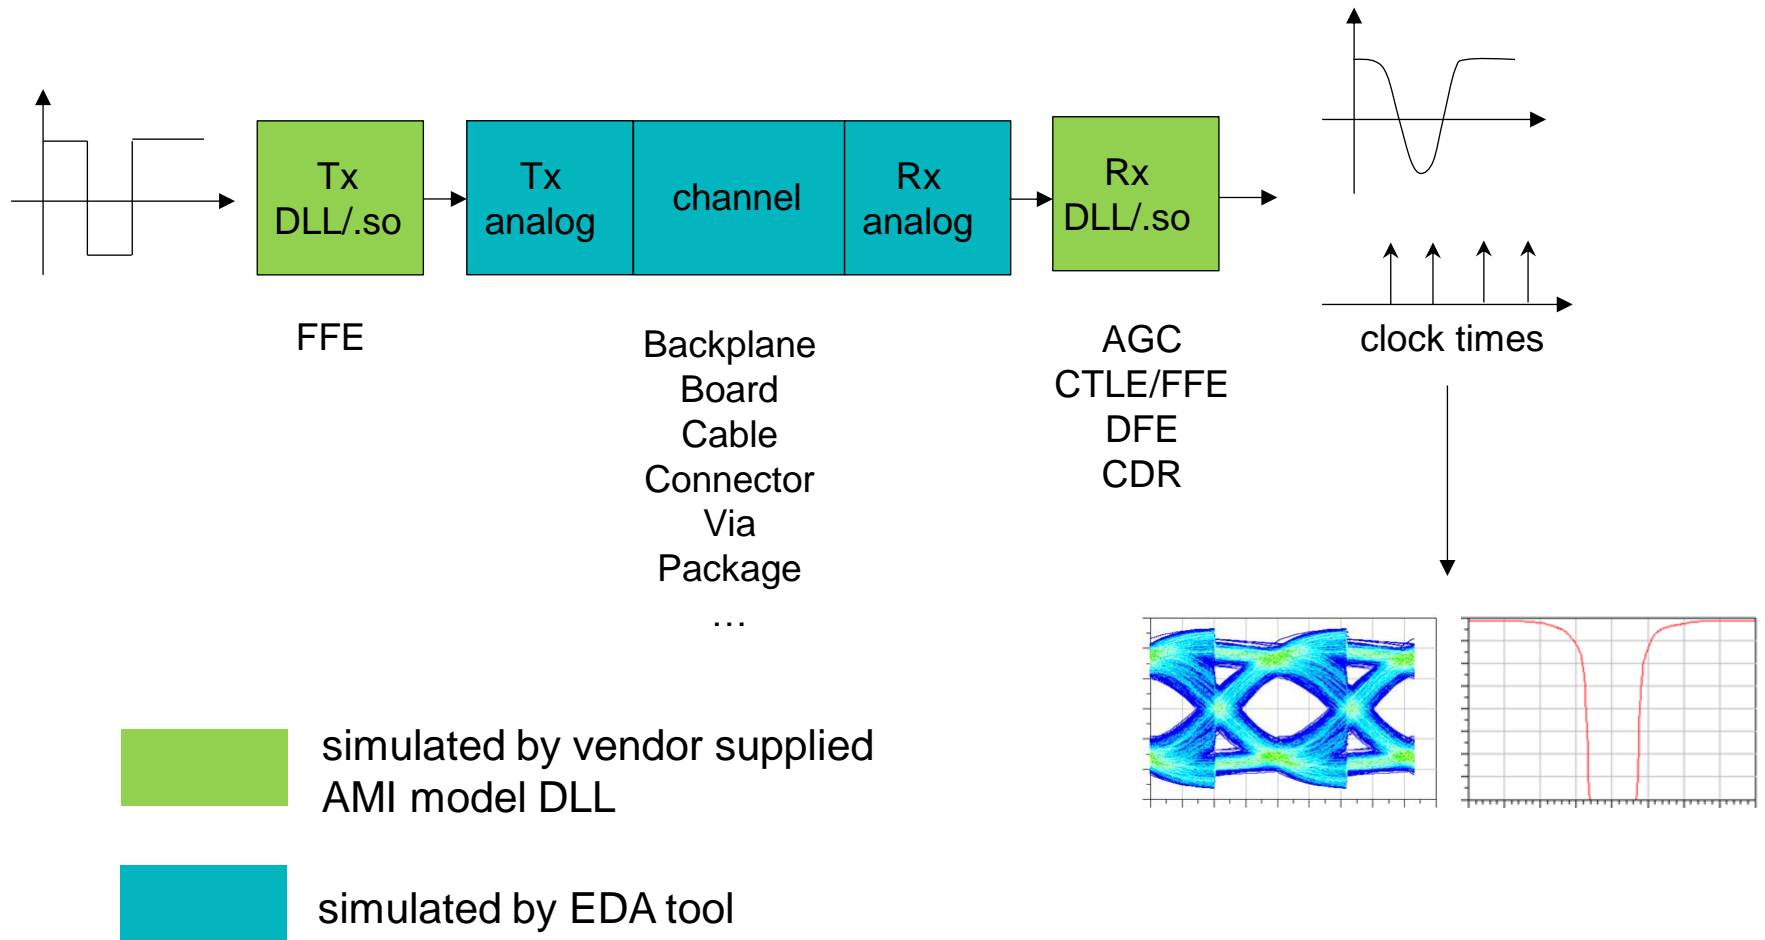 Tx
DLL/.so
Tx
analog
channel
Rx
analog
Rx
DLL/.so
FFE
Backplane
Board
Cable
Connector
Via
Package
…
AGC
CTLE/FFE
DFE
CDR
clock times
simulated by vendor supplied
AMI model DLL
simulated by EDA tool